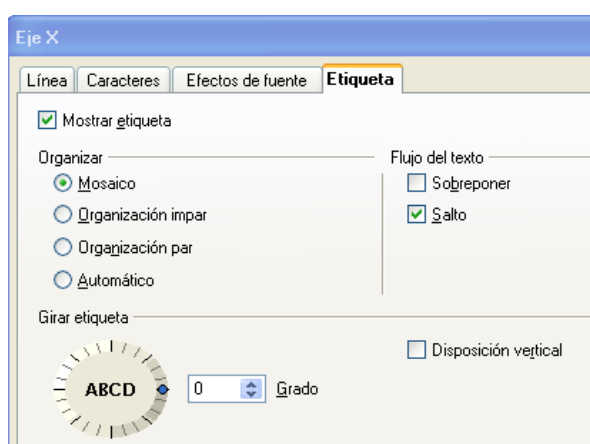 Eje X
Línea Caracteres Efectos de fuente Etiqueta
Mostrar etiqueta
Organizar Flujo del texto
Mosaico Sobreponer
Organización impar Salto
Organización par
Automático
Girar etiqueta
Disposición vertical
ABCD 0 Grado